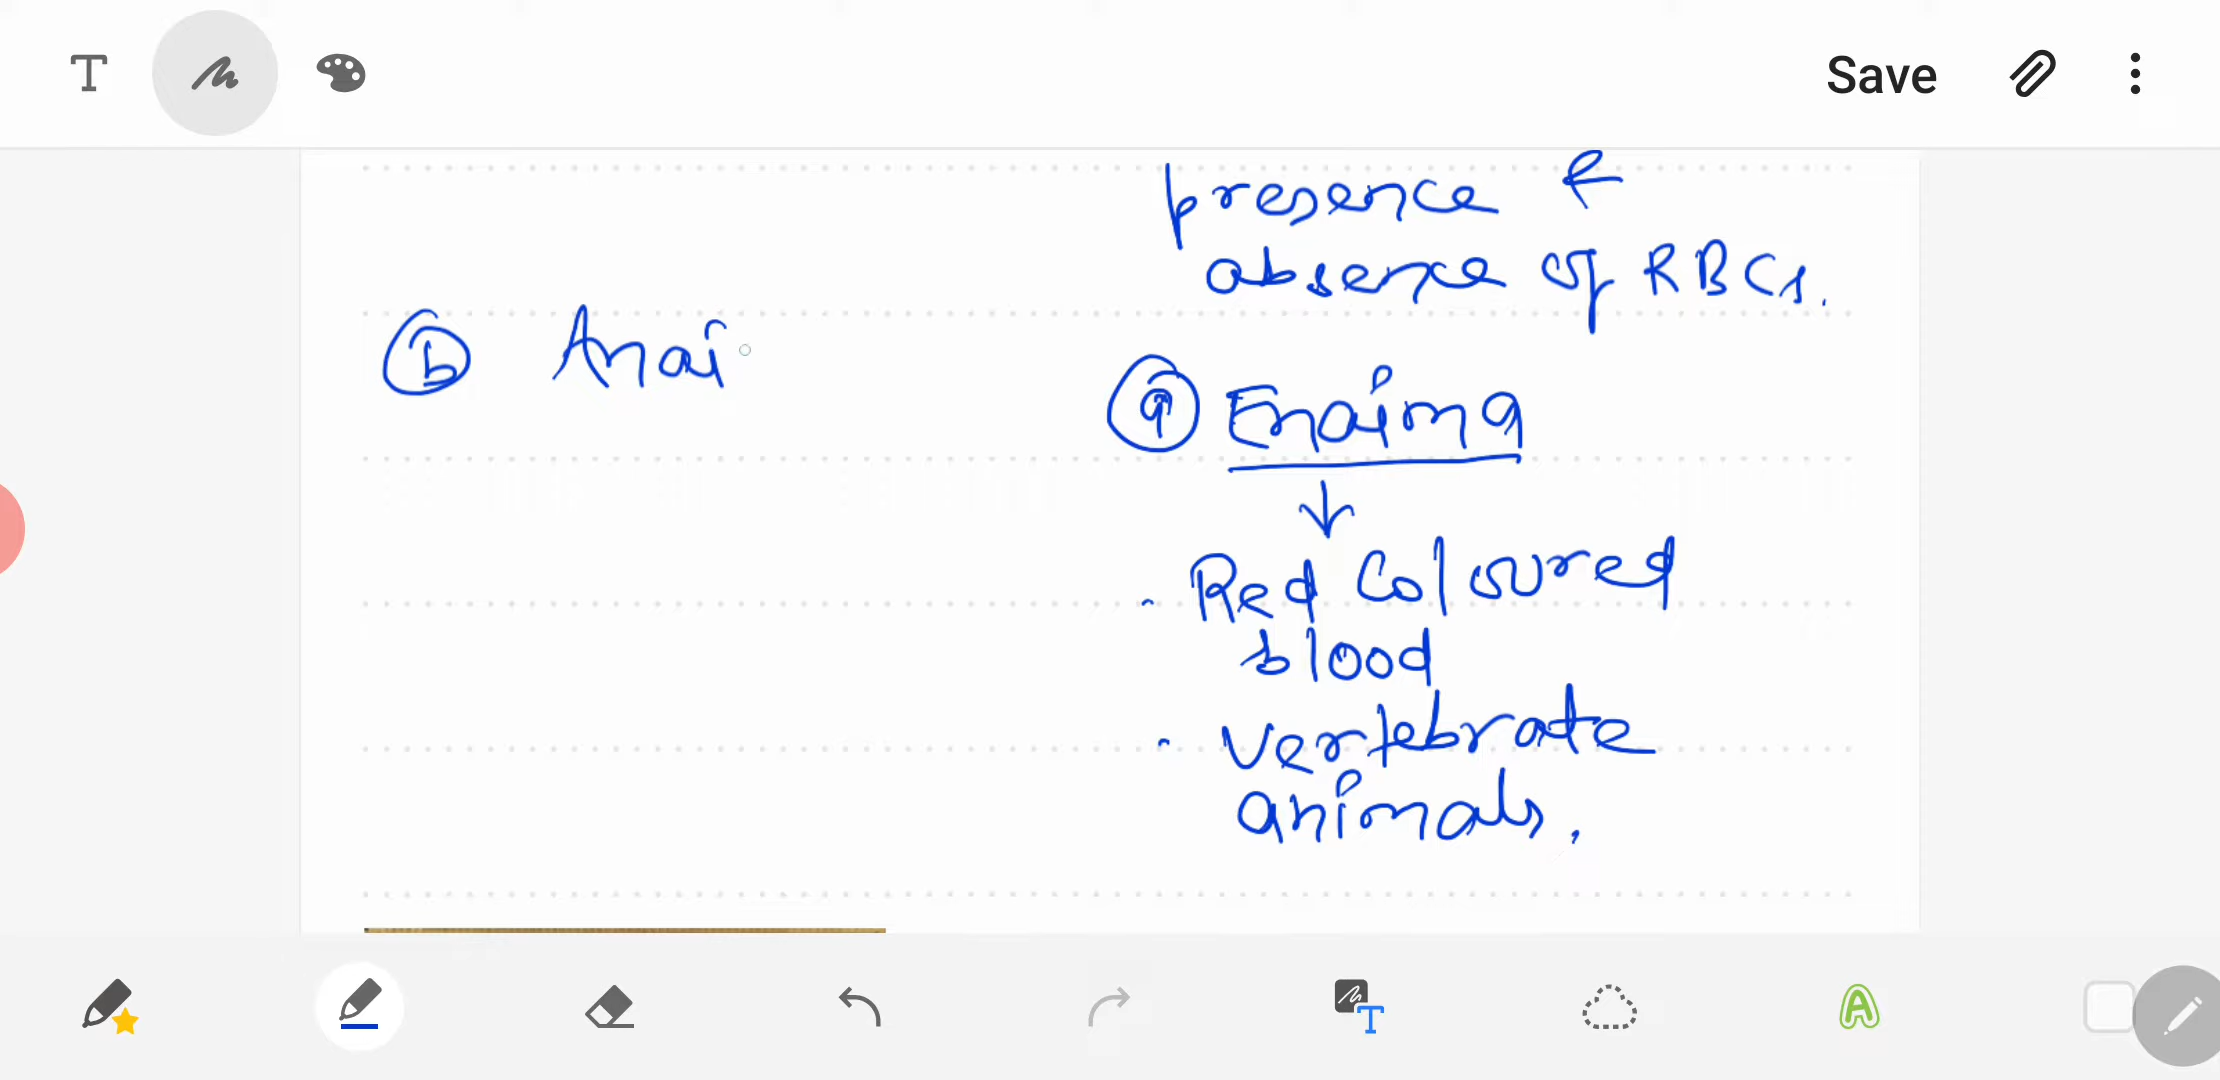 T Save
presence &
absence of RBCs.
(b) Anai
(a) Enaima
↓
. Red Coloured
blood
. Vertebrate
animals.
T A